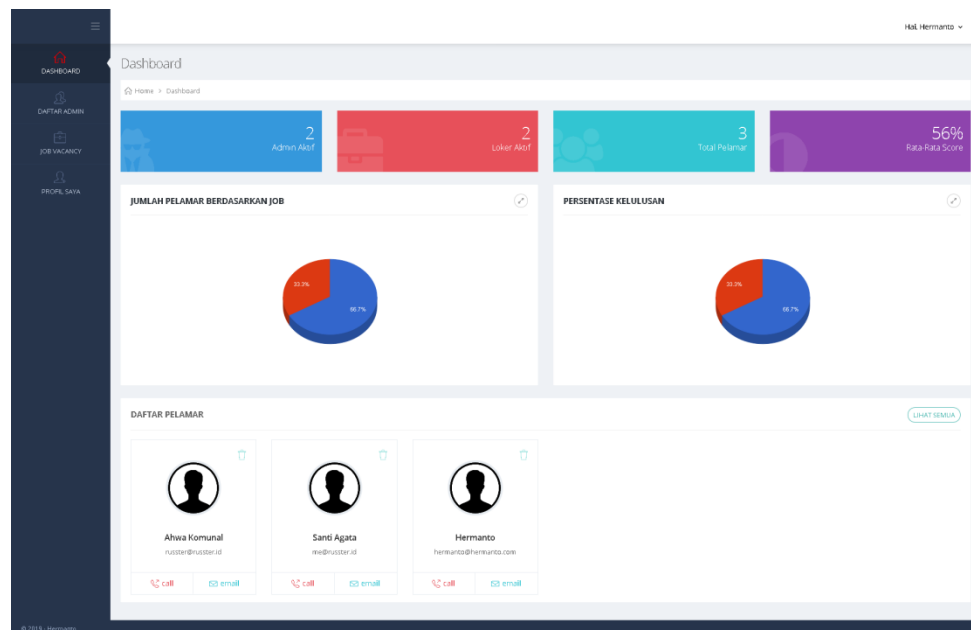 Hai, Hermanto
DASHBOARD
DAFTAR ADMIN
JOB VACANCY
PROFIL SAYA
Dashboard
Home > Dashboard
2
Admin Aktif
2
Loker Aktif
3
Total Pelamar
56%
Rata-Rata Score
JUMLAH PELAMAR BERDASARKAN JOB
33.3%
66.7%
PERSENTASE KELULUSAN
33.3%
66.7%
DAFTAR PELAMAR
LIHAT SEMUA
Ahwa Komunal
russter@russter.id
call
email
Santi Agata
me@russter.id
call
email
Hermanto
hermanto@hermanto.com
call
email
© 2019 - Hermanto